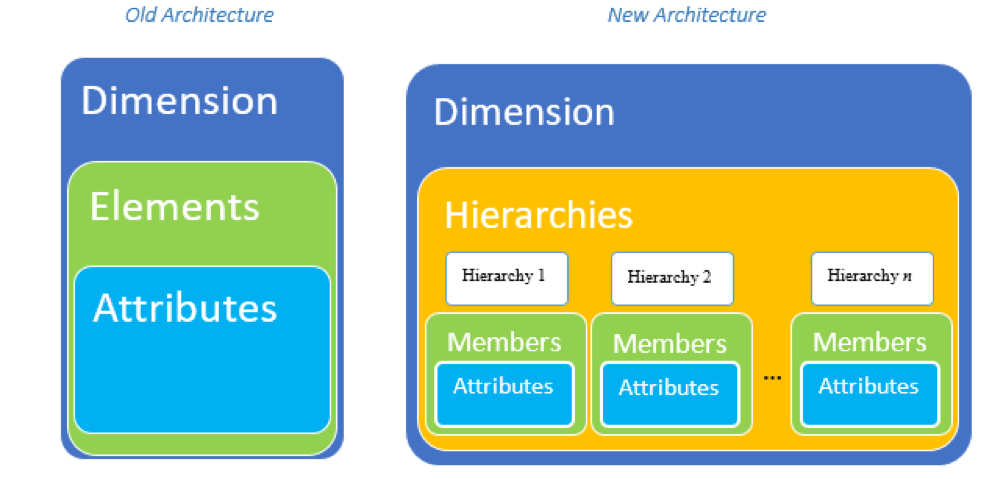 Old Architecture
New Architecture
Dimension
Elements
Attributes
Dimension
Hierarchies
Hierarchy 1
Hierarchy 2
Hierarchy n
Members
Members
Members
Attributes
Attributes
...
Attributes